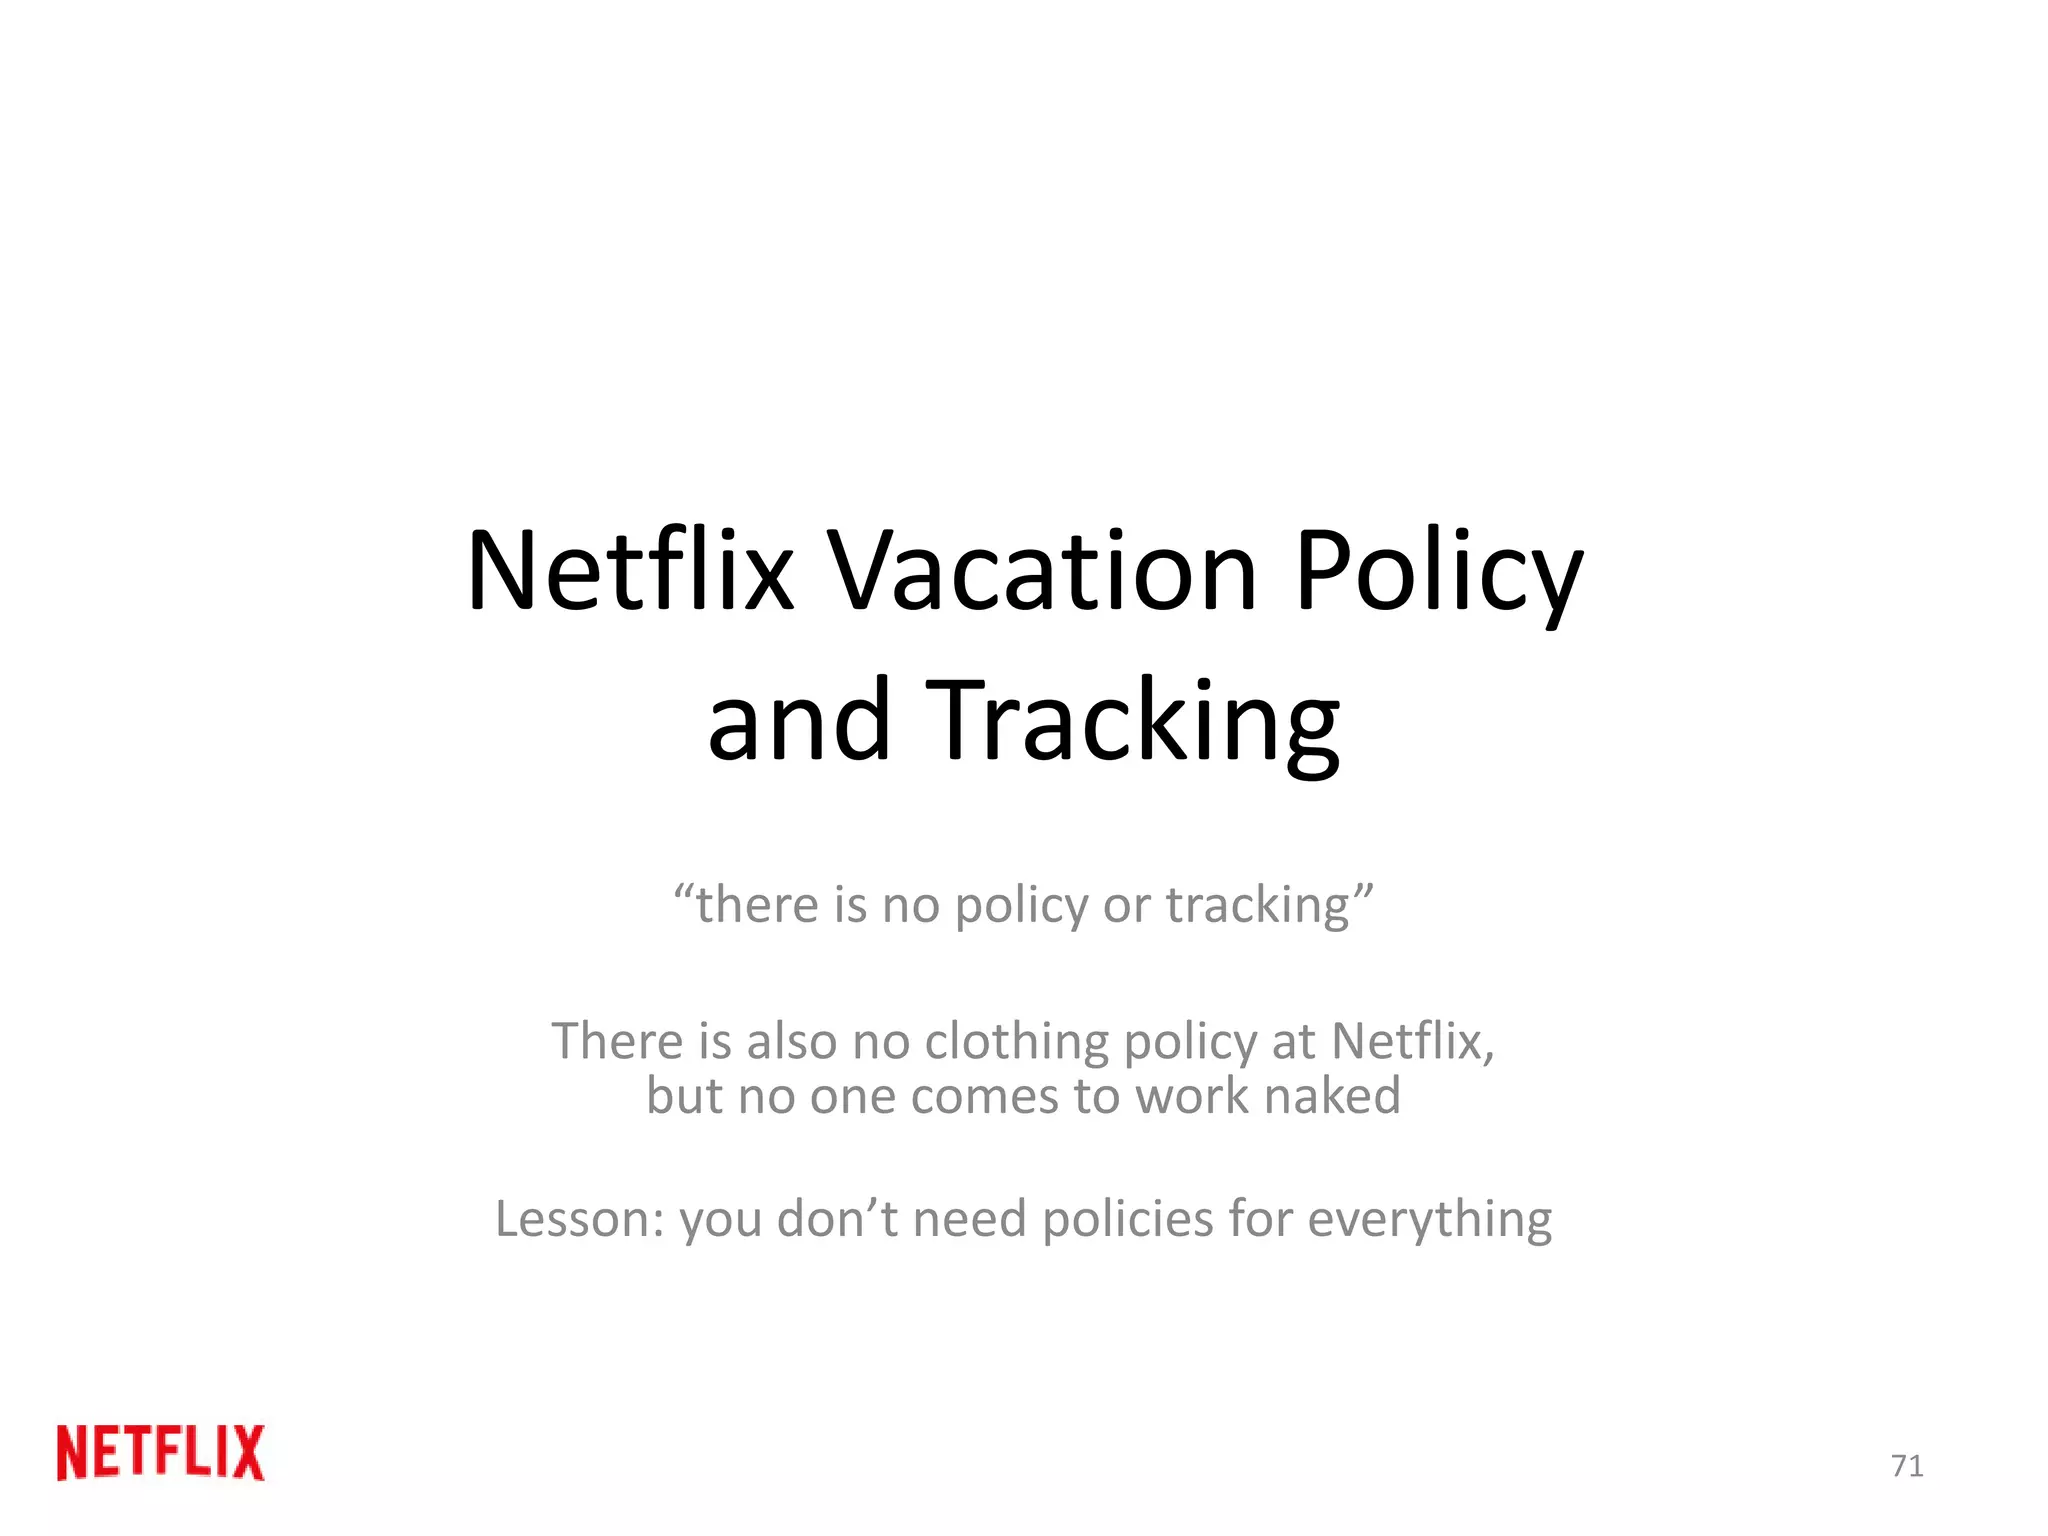 Netflix Vacation Policy
and Tracking
“there is no policy or tracking”
There is also no clothing policy at Netflix,
but no one comes to work naked
Lesson: you don’t need policies for everything
NETFLIX
71